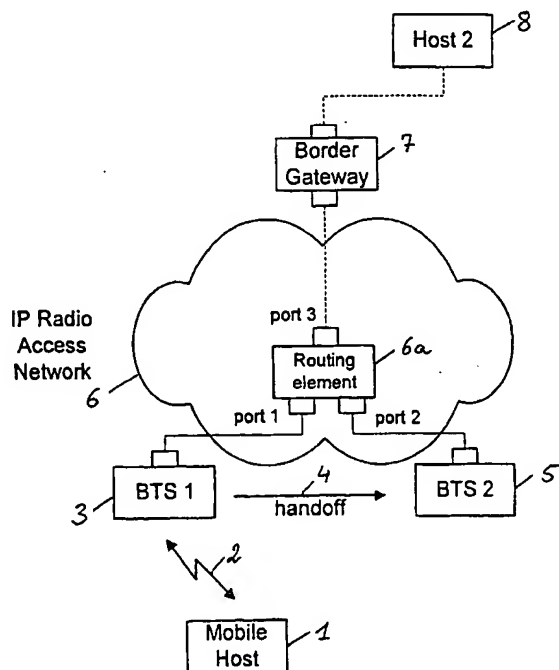 8
Host 2
7
Border
Gateway
IP Radio
Access
Network
6
port 3
Routing
element
6a
port 1
port 2
3
BTS 1
4
handoff
BTS 2
5
2
Mobile
Host
1